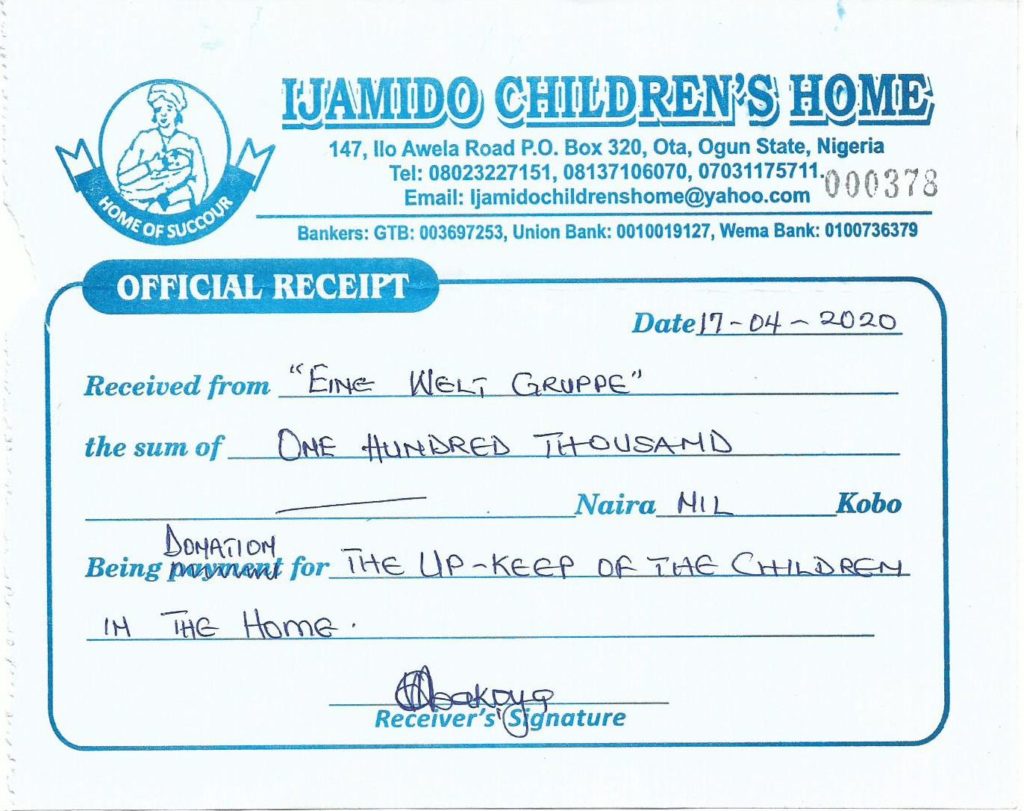 IJAMIDO CHILDREN'S HOME
147, Ilo Awela Road P.O. Box 320, Ota, Ogun State, Nigeria
Tel: 08023227151, 08137106070, 07031175711.
000378
Email: Ijamidochildrenshome@yahoo.com
HOME OF SUCCOUR
Bankers: GTB: 003697253, Union Bank: 0010019127, Wema Bank: 0100736379
OFFICIAL RECEIPT
Date 17-04-2020
Received from "EINE WELT GRUPPE"
the sum of ONE HUNDRED THOUSAND
Naira NIL Kobo
DONATION
Being payment for THE UP-KEEP OF THE CHILDREN
IN THE HOME.
Receiver's Signature